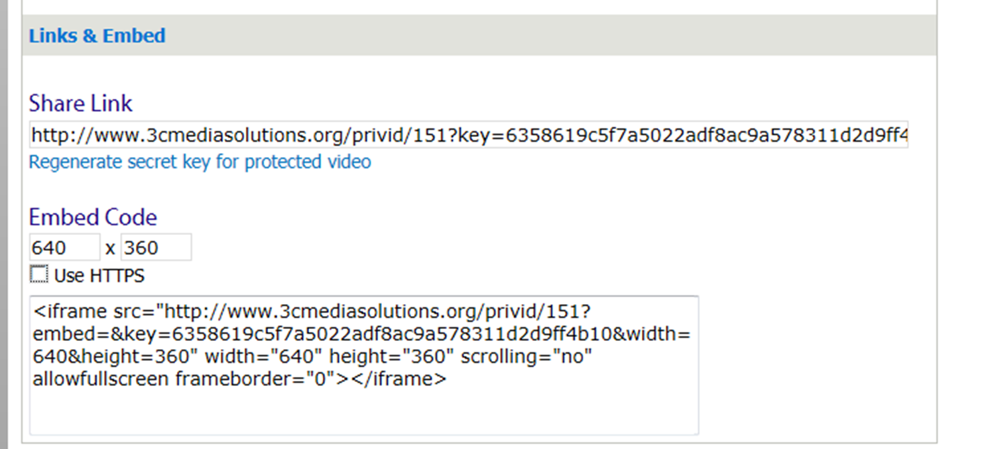 Links & Embed
Share Link
http://www.3cmediasolutions.org/privid/151?key=6358619c5f7a5022adf8ac9a578311d2d9ff4
Regenerate secret key for protected video
Embed Code
640 x 360
Use HTTPS
<iframe src="http://www.3cmediasolutions.org/privid/151?
embed=&key=6358619c5f7a5022adf8ac9a578311d2d9ff4b10&width=
640&height=360" width="640" height="360" scrolling="no"
allowfullscreen frameborder="0"></iframe>